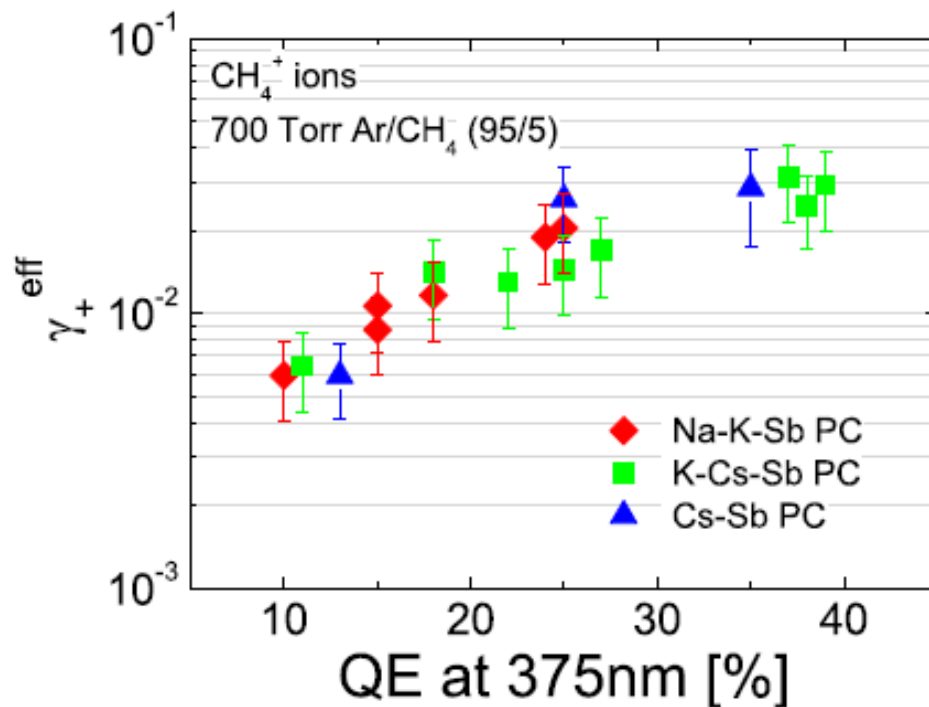 10⁻¹
CH₄⁺ ions
700 Torr Ar/CH₄ (95/5)
γ₊ᵉᶠᶠ
10⁻²
Na-K-Sb PC
K-Cs-Sb PC
Cs-Sb PC
10⁻³
10 20 30 40
QE at 375nm [%]